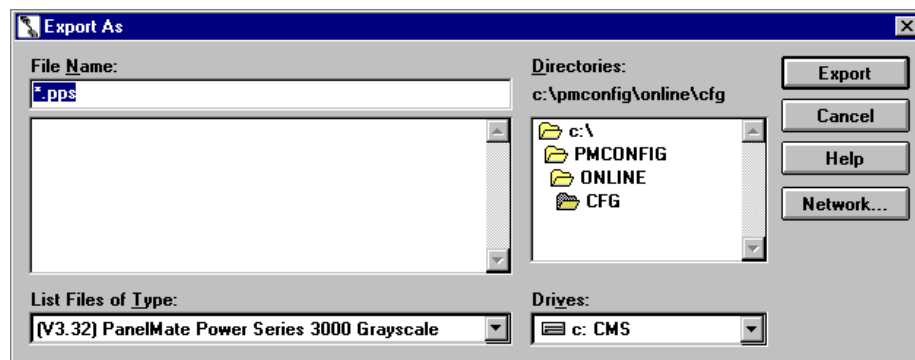 Export As
File Name:
*.pps
List Files of Type:
(V3.32) PanelMate Power Series 3000 Grayscale
Directories:
c:\pmconfig\online\cfg
c:\
PMCONFIG
ONLINE
CFG
Drives:
c: CMS
Export
Cancel
Help
Network...